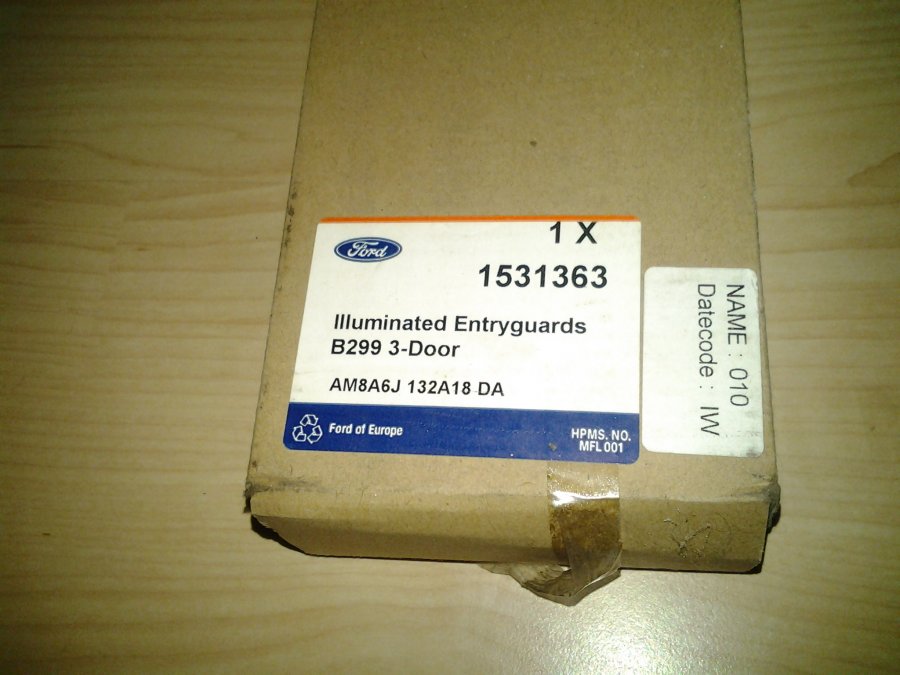 1 X
Ford
1531363
Illuminated Entryguards
B299 3-Door
AM8A6J 132A18 DA
Ford of Europe
HPMS. NO.
MFL 001
NAME : 010
Datecode : IW